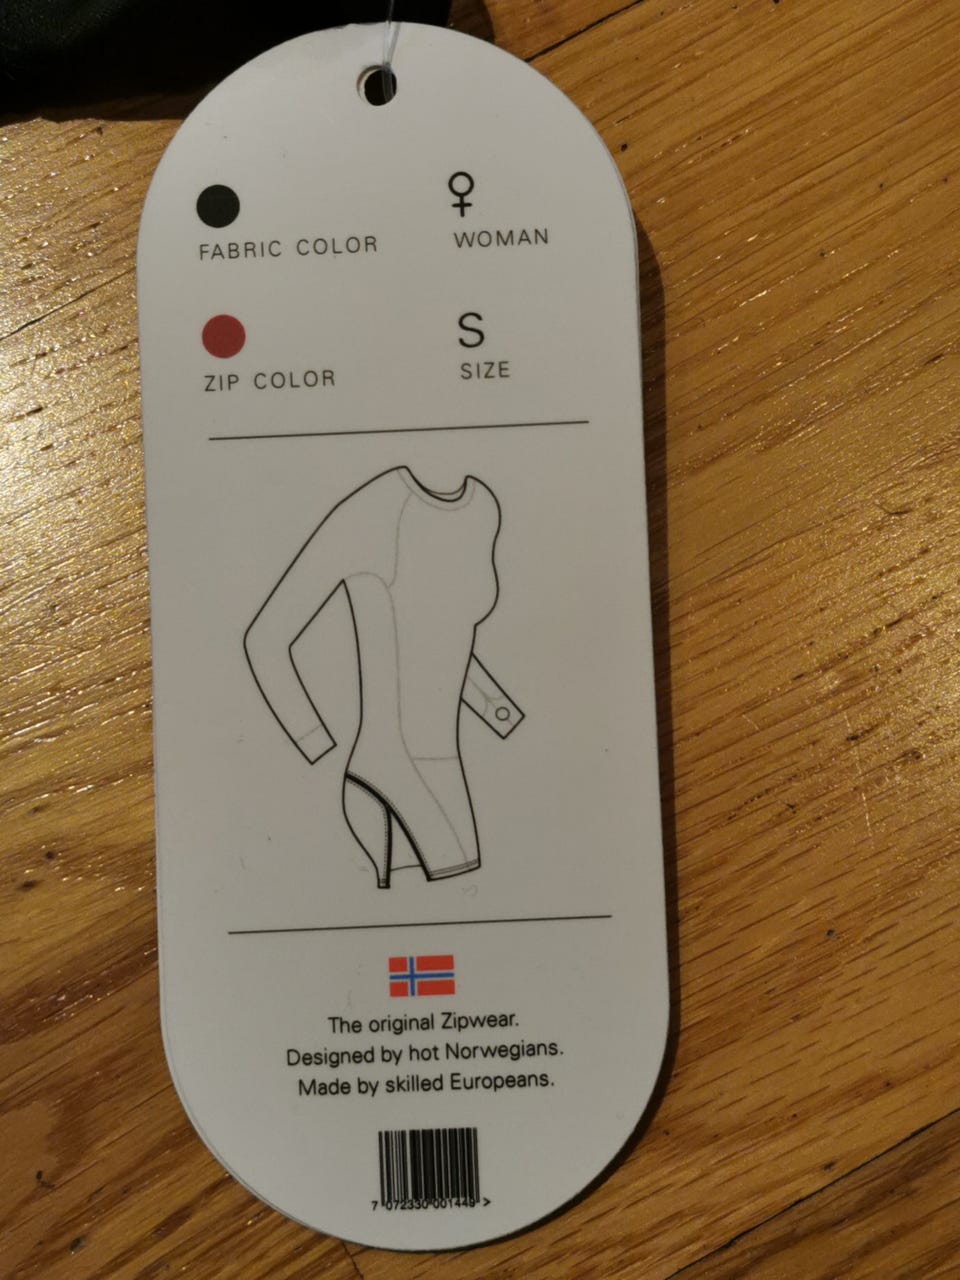 FABRIC COLOR
WOMAN
ZIP COLOR
S
SIZE
The original Zipwear.
Designed by hot Norwegians.
Made by skilled Europeans.
7 072330 001449 >